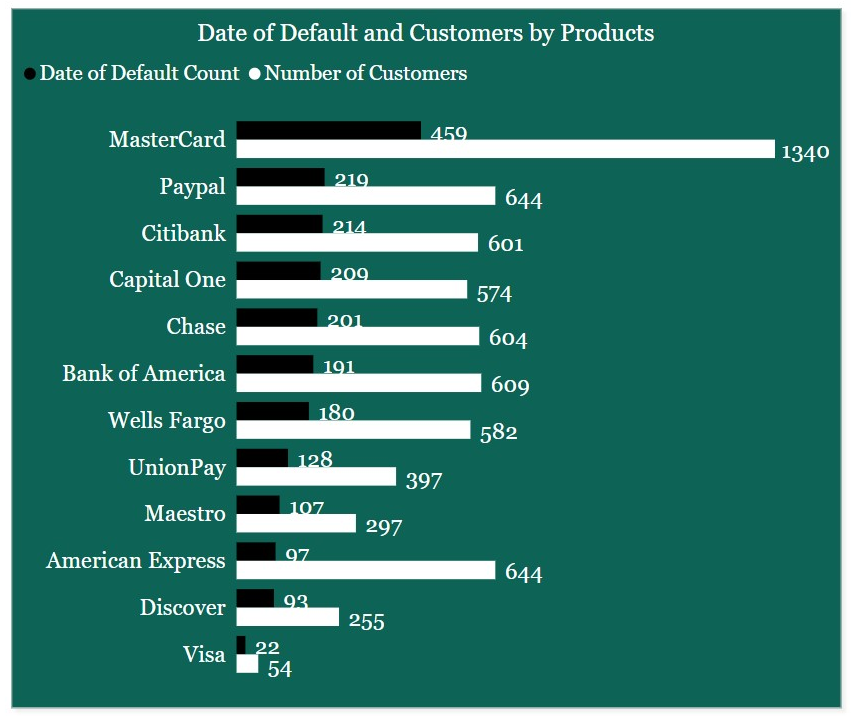 Date of Default and Customers by Products
Date of Default Count Number of Customers
MasterCard 459
1340
Paypal 219
644
Citibank 214
601
Capital One 209
574
Chase 201
604
Bank of America 191
609
Wells Fargo 180
582
UnionPay 128
397
Maestro 107
297
American Express 97
644
Discover 93
255
Visa 22
54